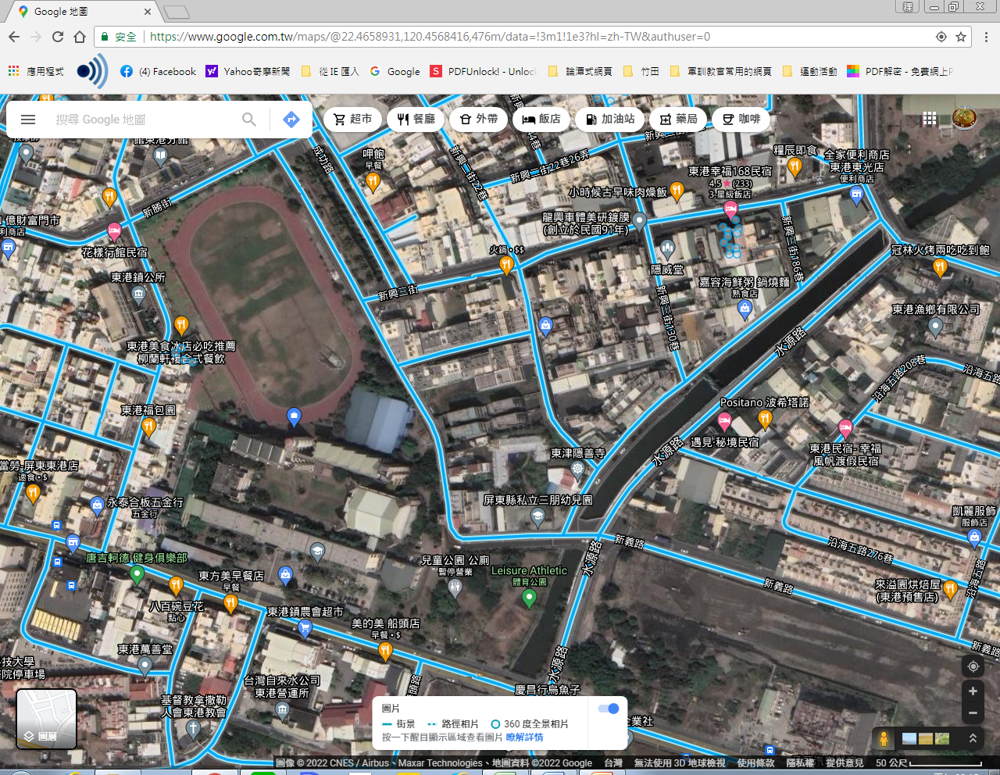 Google 地圖
安全 | https://www.google.com.tw/maps/@22.4658931,120.4568416,476m/data=!3m1!1e3?hl=zh-TW&authuser=0
應用程式
(4) Facebook
Yahoo奇摩新聞
從 IE 匯入
Google
PDFUnlock! - Unlock
論潭式網頁
竹田
軍訓教官常用的網頁
運動活動
PDF解密 - 免費網上P
搜尋 Google 地圖
超市
餐廳
外帶
飯店
加油站
藥局
咖啡
成功路
呷飽
早餐
新興二街22巷
新興二街22巷26弄
糧辰即食
全家便利商店
東港東光店
便利商店
東港幸福168民宿
4.5★(233)
3 星級飯店
小時候古早味肉燥飯
新勝街
億財富門市
利商店
花樣行館民宿
龍興車體美研鍍膜
(創立於民國91年)
火鍋・$$
隱威堂
新興三街186巷
冠林火烤兩吃吃到飽
東港鎮公所
新興三街
嘉容海鮮粥 鍋燒麵
熟食店
新興三街130巷
東港漁鄉有限公司
水源路
東港美食冰店必吃推薦
柳蘭軒複合式餐飲
沿海五路208巷
沿海五路
東港福包園
Positano 波希塔諾
遇見·秘境民宿
東港民宿- 幸福
風帆渡假民宿
水源路
東津隱善寺
當勞-屏東東港店
速食・$
永泰合板五金行
五金行
屏東縣私立三朋幼兒園
凱麗服飾
服飾店
新義路
沿海五路276巷
唐吉軻德 健身俱樂部
兒童公園 公廁
暫停營業
Leisure Athletic
體育公園
水源路
東方美早餐店
早餐
新義路
沿海五路
來溢園烘焙屋
(東港預售店)
八百碗豆花
點心
東港鎮農會超市
美的美 船頭店
早餐・$
東港萬善堂
新義路
技大學
院停車場
水源路
台灣自來水公司
東港營運所
慶昌行烏魚子
基督教拿撒勒
人會東港教會
企業社
圖層
圖片
街景
路徑相片
360 度全景相片
按一下醒目顯示區域查看圖片 瞭解詳情
圖像 © 2022 CNES / Airbus、Maxar Technologies、地圖資料 ©2022 Google
台灣
無法使用 3D 地球檢視
使用條款
隱私權
提供意見
50 公尺